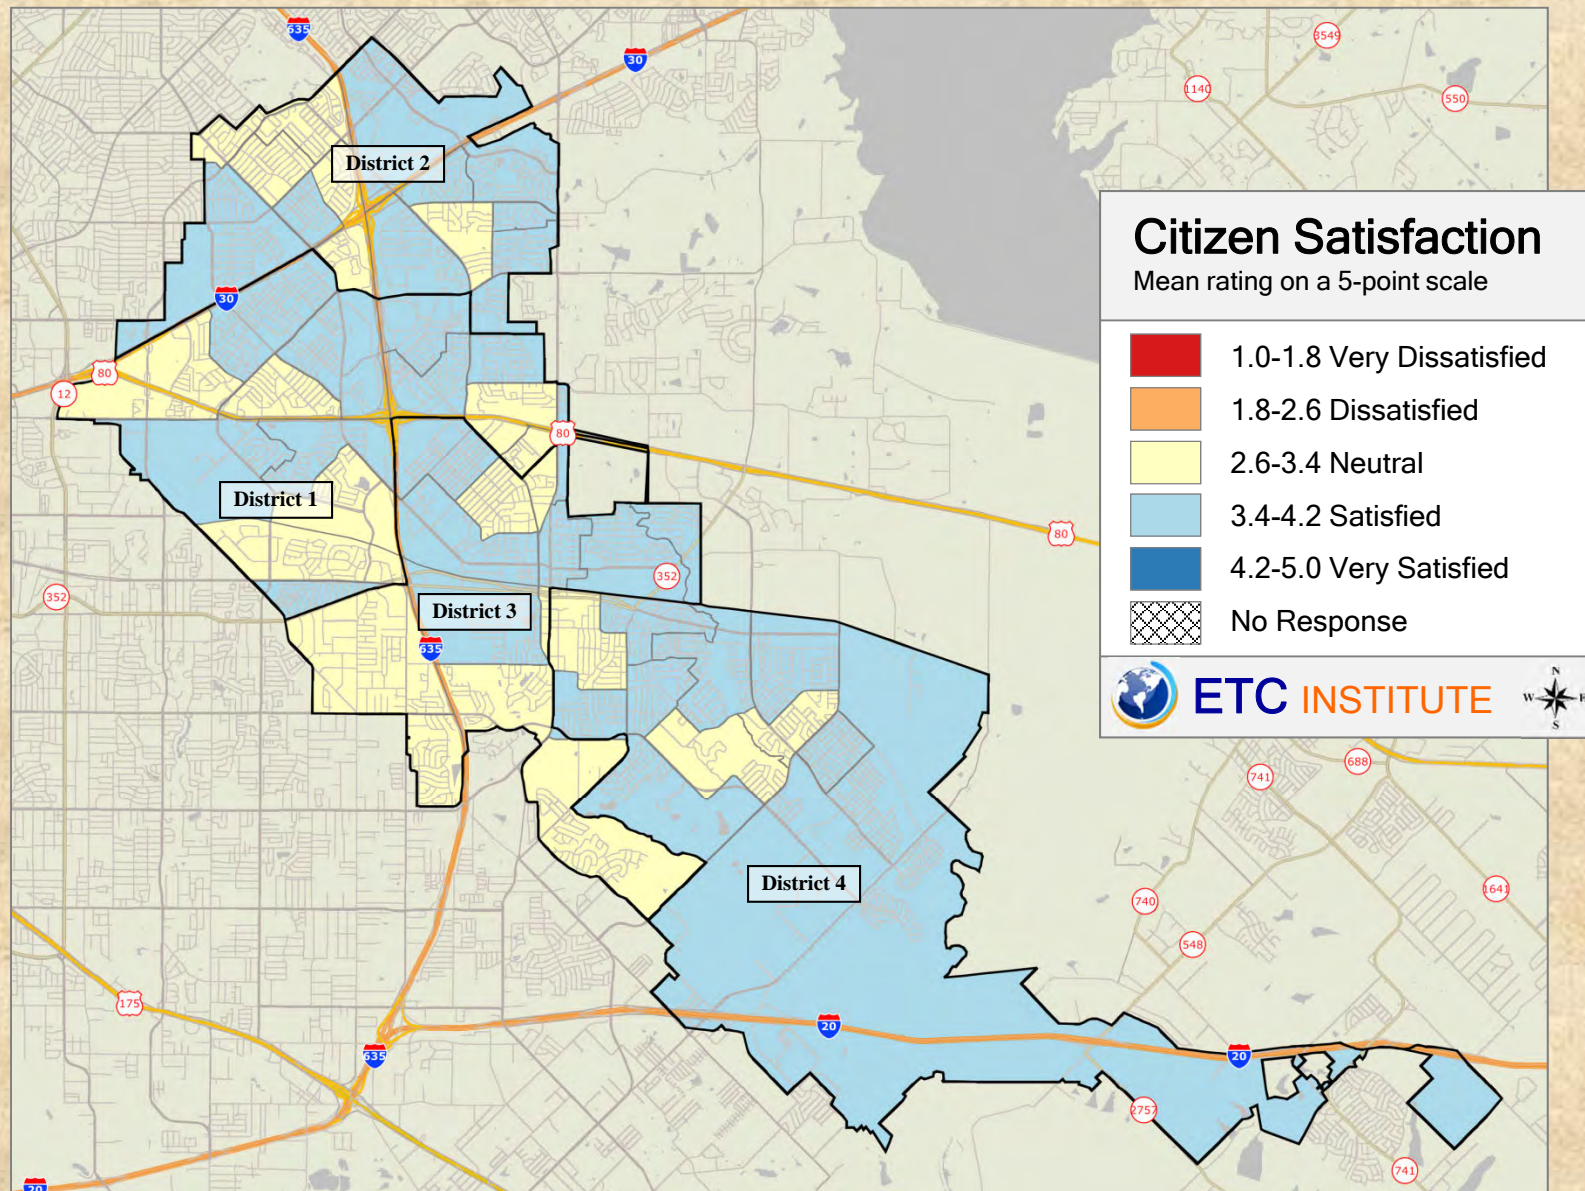 635
30
3549
1140
550
District 2
Citizen Satisfaction
Mean rating on a 5-point scale
30
80
12
1.0-1.8 Very Dissatisfied
1.8-2.6 Dissatisfied
80
2.6-3.4 Neutral
District 1
3.4-4.2 Satisfied
80
352
352
4.2-5.0 Very Satisfied
District 3
No Response
635
ETC INSTITUTE
N
W
E
S
688
741
District 4
1641
740
548
175
20
635
20
2757
741
20